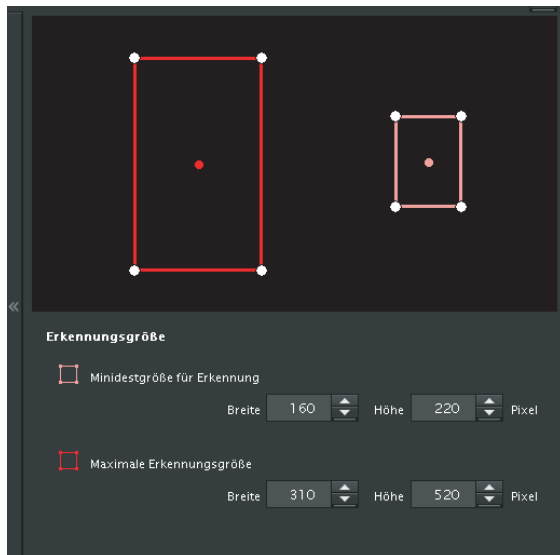 Erkennungsgröße
Minidestgröße für Erkennung
Breite 160 Höhe 220 Pixel
Maximale Erkennungsgröße
Breite 310 Höhe 520 Pixel